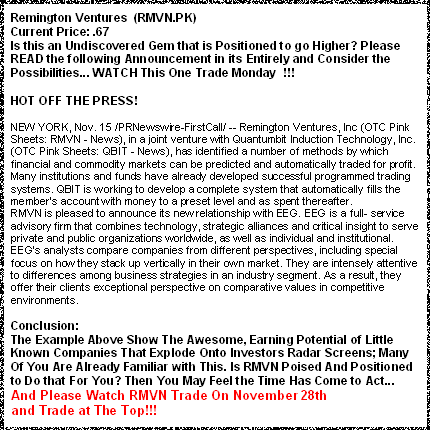 Remington Ventures (RMVN.PK)
Current Price: .67
Is this an Undiscovered Gem that is Positioned to go Higher? Please
READ the following Announcement in its Entirely and Consider the
Possibilities... WATCH This One Trade Monday !!!
HOT OFF THE PRESS!
NEW YORK, Nov. 15 /PRNewswire-FirstCall/ -- Remington Ventures, Inc (OTC Pink
Sheets: RMVN - News), in a joint venture with Quantumbit Induction Technology, Inc.
(OTC Pink Sheets: QBIT - News), has identified a number of methods by which
financial and commodity markets can be predicted and automatically traded for profit.
Many institutions and funds have already developed successful programmed trading
systems. QBIT is working to develop a complete system that automatically fills the
member's account with money to a preset level and as spent thereafter.
RMVN is pleased to announce its new relationship with EEG. EEG is a full- service
advisory firm that combines technology, strategic alliances and critical insight to serve
private and public organizations worldwide, as well as individual and institutional.
EEG's analysts compare companies from different perspectives, including special
focus on how they stack up vertically in their own market. They are intensely attentive
to differences among business strategies in an industry segment. As a result, they
offer their clients exceptional perspective on comparative values in competitive
environments.
Conclusion:
The Example Above Show The Awesome, Earning Potential of Little
Known Companies That Explode Onto Investors Radar Screens; Many
Of You Are Already Familiar with This. Is RMVN Poised And Positioned
to Do that For You? Then You May Feel the Time Has Come to Act...
And Please Watch RMVN Trade On November 28th
and Trade at The Top!!!